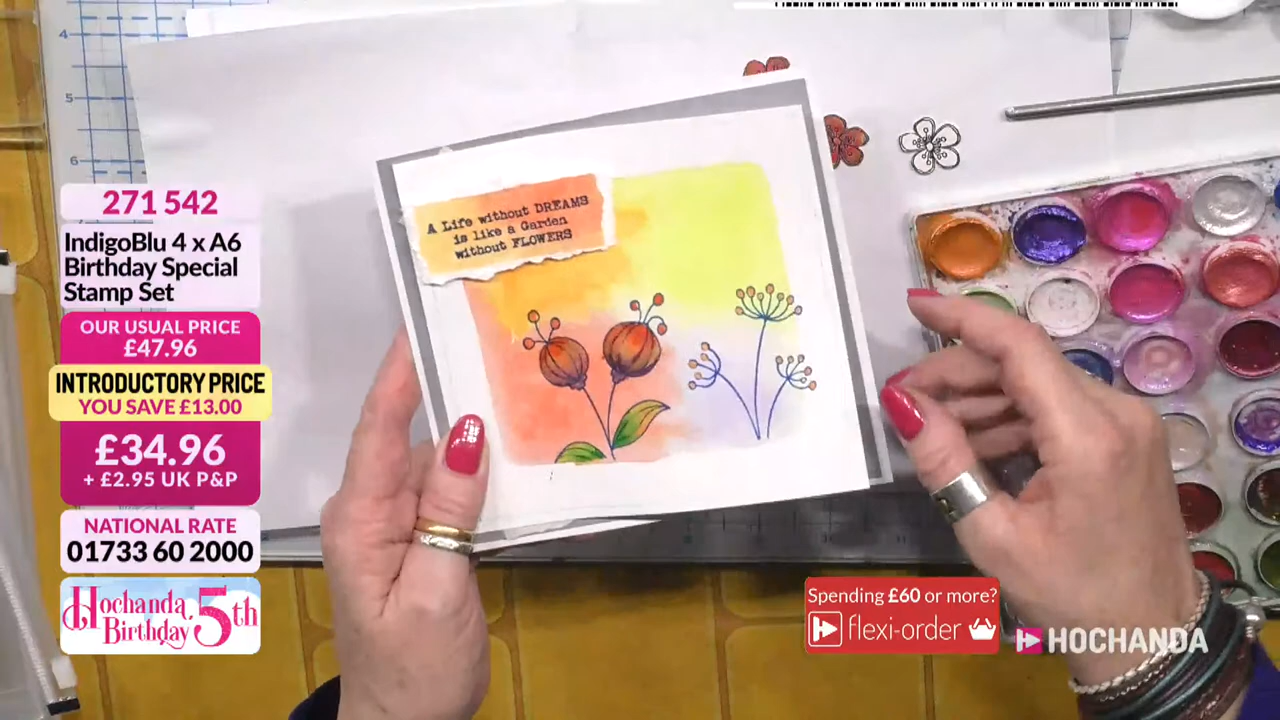 4
5
6
271 542
IndigoBlu 4 x A6
Birthday Special
Stamp Set
OUR USUAL PRICE
£47.96
INTRODUCTORY PRICE
YOU SAVE £13.00
£34.96
+ £2.95 UK P&P
NATIONAL RATE
01733 60 2000
Hochanda
Birthday 5th
A Life without DREAMS
is like a Garden
without FLOWERS
Spending £60 or more?
flexi-order
HOCHANDA